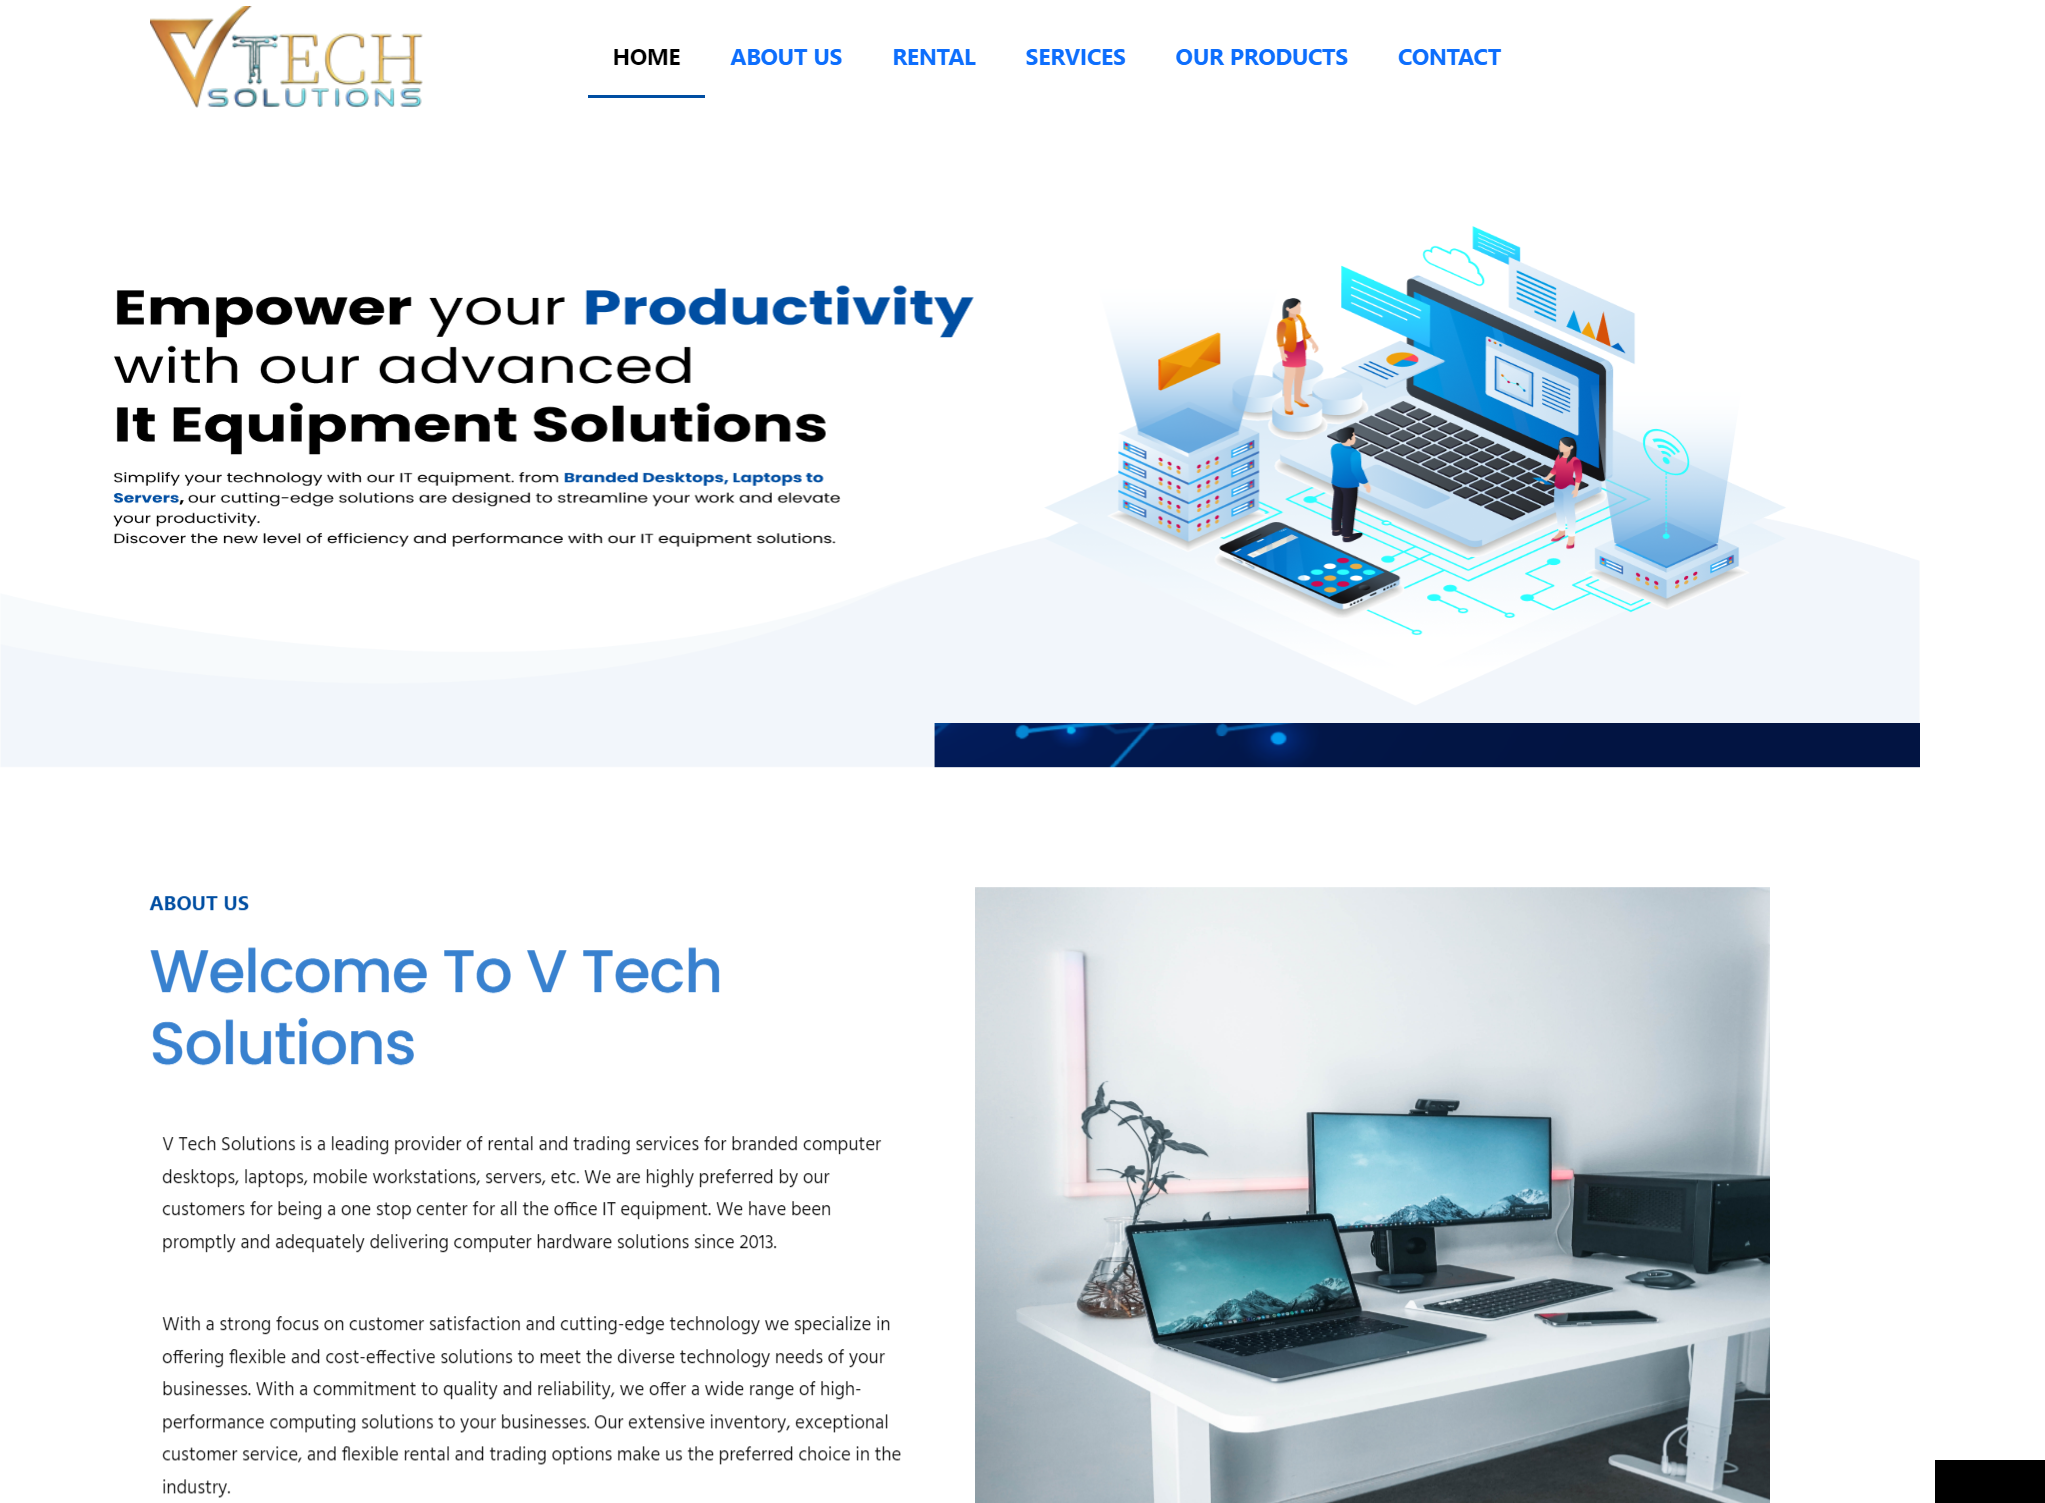 VTECH
SOLUTIONS
HOME
ABOUT US
RENTAL
SERVICES
OUR PRODUCTS
CONTACT
Empower your Productivity
with our advanced
It Equipment Solutions
Simplify your technology with our IT equipment. from Branded Desktops, Laptops to
Servers, our cutting-edge solutions are designed to streamline your work and elevate
your productivity.
Discover the new level of efficiency and performance with our IT equipment solutions.
ABOUT US
Welcome To V Tech
Solutions
V Tech Solutions is a leading provider of rental and trading services for branded computer
desktops, laptops, mobile workstations, servers, etc. We are highly preferred by our
customers for being a one stop center for all the office IT equipment. We have been
promptly and adequately delivering computer hardware solutions since 2013.
With a strong focus on customer satisfaction and cutting-edge technology we specialize in
offering flexible and cost-effective solutions to meet the diverse technology needs of your
businesses. With a commitment to quality and reliability, we offer a wide range of high-
performance computing solutions to your businesses. Our extensive inventory, exceptional
customer service, and flexible rental and trading options make us the preferred choice in the
industry.